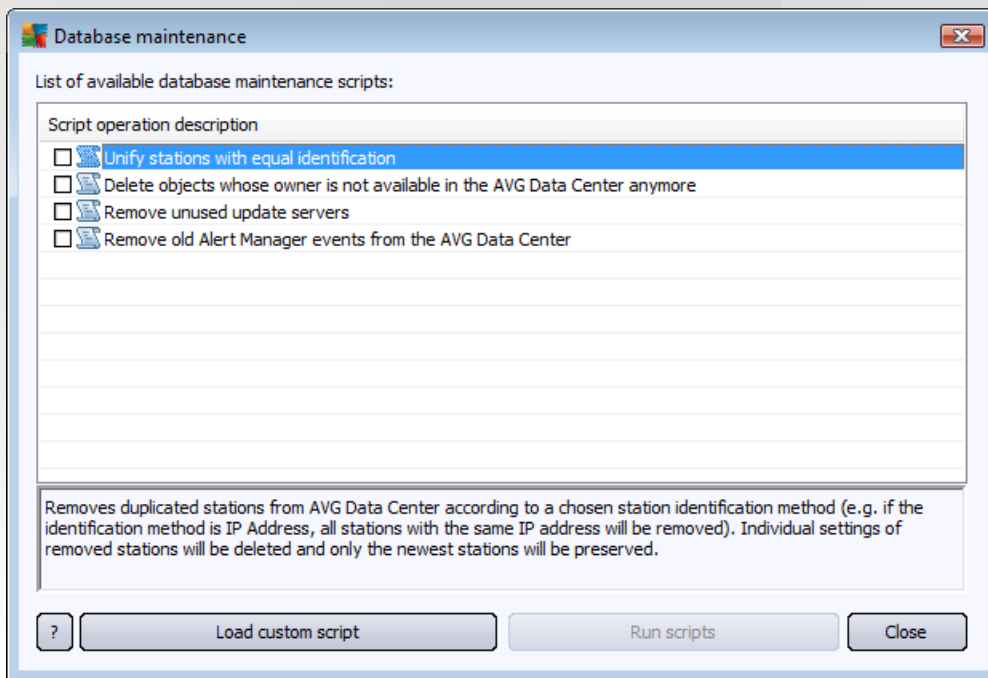 Database maintenance
List of available database maintenance scripts:
Script operation description
Unify stations with equal identification
Delete objects whose owner is not available in the AVG Data Center anymore
Remove unused update servers
Remove old Alert Manager events from the AVG Data Center
Removes duplicated stations from AVG Data Center according to a chosen station identification method (e.g. if the
identification method is IP Address, all stations with the same IP address will be removed). Individual settings of
removed stations will be deleted and only the newest stations will be preserved.
? Load custom script Run scripts Close